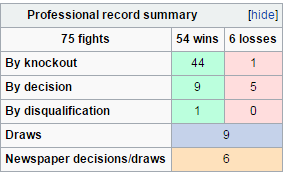 Professional record summary [hide]
75 fights 54 wins 6 losses
By knockout 44 1
By decision 9 5
By disqualification 1 0
Draws 9
Newspaper decisions/draws 6